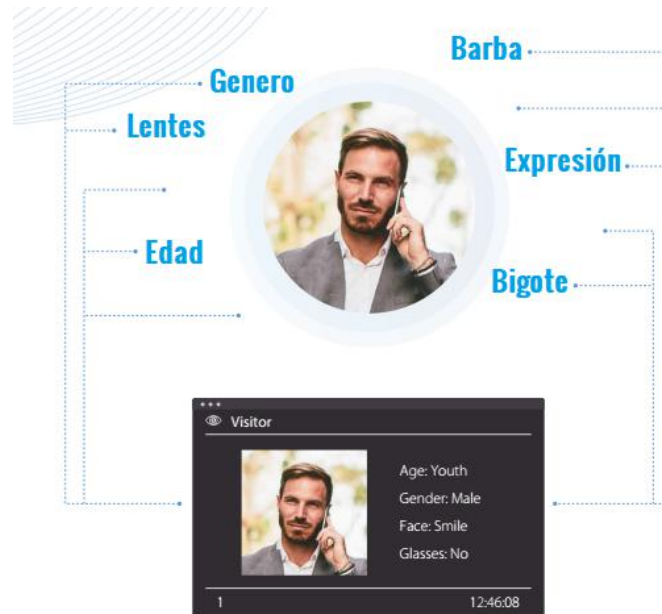 Barba
Genero
Lentes
Expresión
Edad
Bigote
Visitor
Age: Youth
Gender: Male
Face: Smile
Glasses: No
1 12:46:08